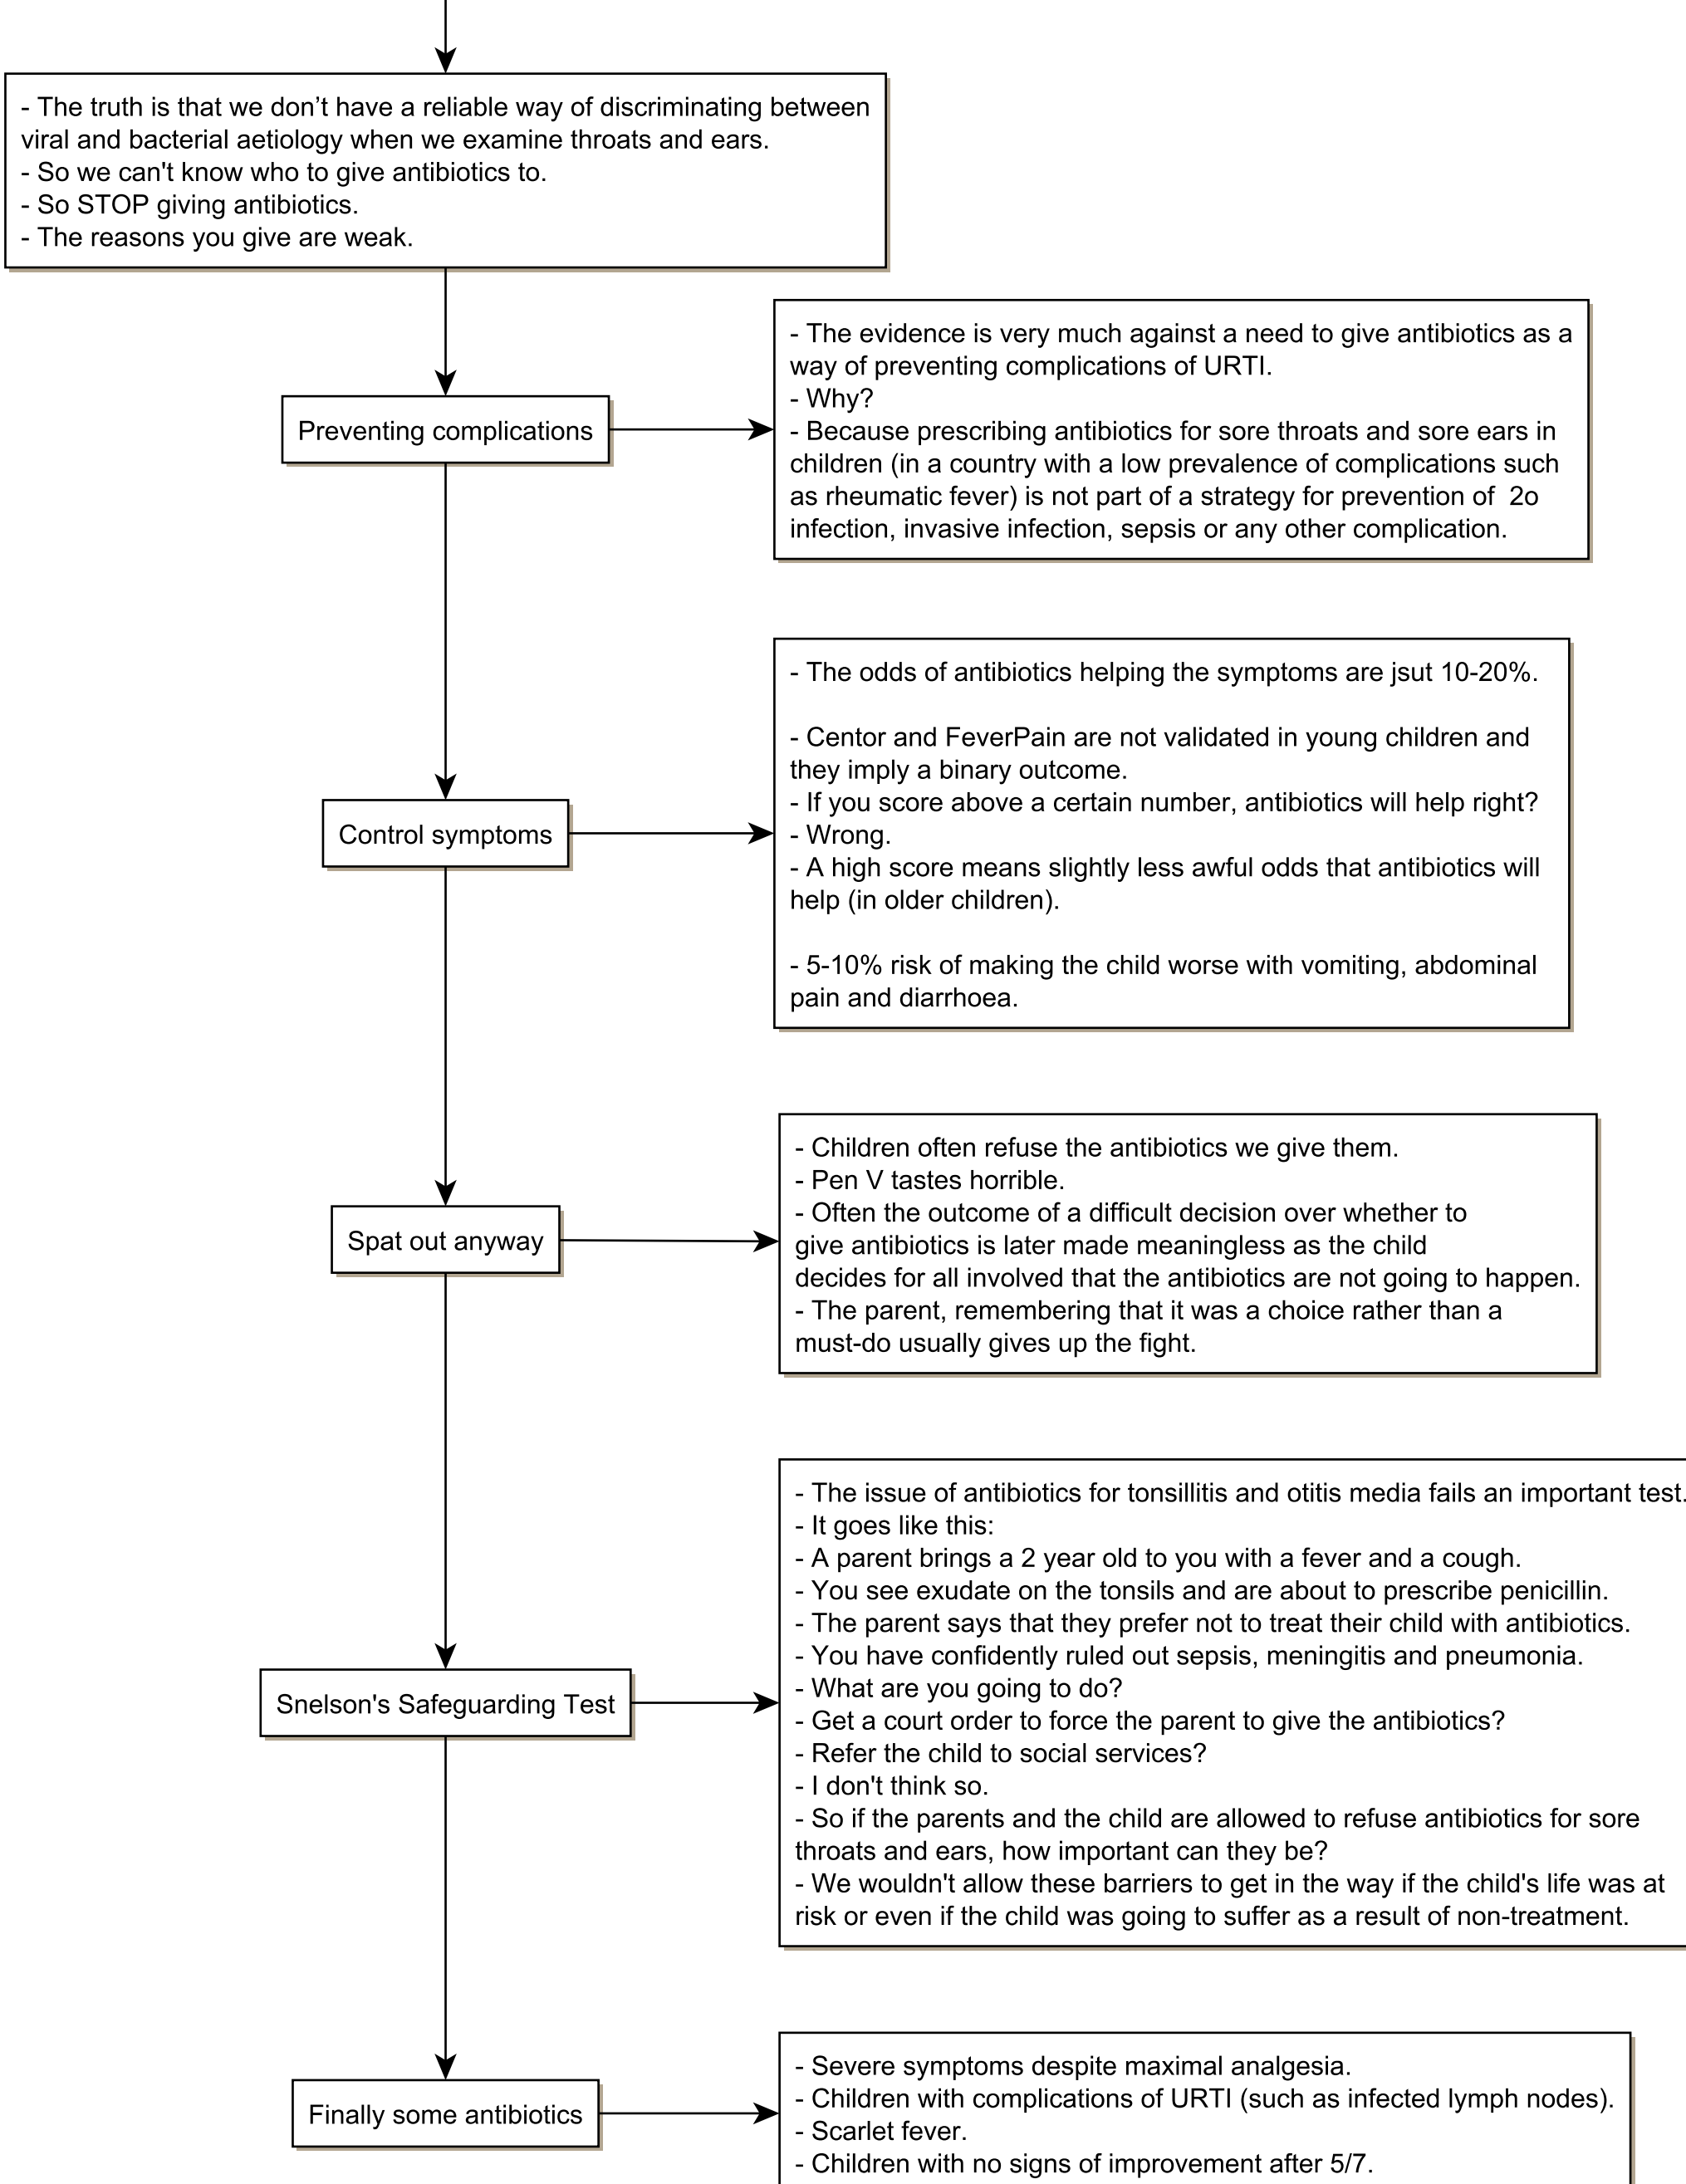 - The truth is that we don’t have a reliable way of discriminating between
viral and bacterial aetiology when we examine throats and ears.
- So we can't know who to give antibiotics to.
- So STOP giving antibiotics.
- The reasons you give are weak.
Preventing complications
- The evidence is very much against a need to give antibiotics as a
way of preventing complications of URTI.
- Why?
- Because prescribing antibiotics for sore throats and sore ears in
children (in a country with a low prevalence of complications such
as rheumatic fever) is not part of a strategy for prevention of  2o
infection, invasive infection, sepsis or any other complication.
Control symptoms
- The odds of antibiotics helping the symptoms are jsut 10-20%.
- Centor and FeverPain are not validated in young children and
they imply a binary outcome.
- If you score above a certain number, antibiotics will help right?
- Wrong.
- A high score means slightly less awful odds that antibiotics will
help (in older children).
- 5-10% risk of making the child worse with vomiting, abdominal
pain and diarrhoea.
Spat out anyway
- Children often refuse the antibiotics we give them.
- Pen V tastes horrible.
- Often the outcome of a difficult decision over whether to
give antibiotics is later made meaningless as the child
decides for all involved that the antibiotics are not going to happen.
- The parent, remembering that it was a choice rather than a
must-do usually gives up the fight.
Snelson's Safeguarding Test
- The issue of antibiotics for tonsillitis and otitis media fails an important test.
- It goes like this:
- A parent brings a 2 year old to you with a fever and a cough.
- You see exudate on the tonsils and are about to prescribe penicillin.
- The parent says that they prefer not to treat their child with antibiotics.
- You have confidently ruled out sepsis, meningitis and pneumonia.
- What are you going to do?
- Get a court order to force the parent to give the antibiotics?
- Refer the child to social services?
- I don't think so.
- So if the parents and the child are allowed to refuse antibiotics for sore
throats and ears, how important can they be?
- We wouldn't allow these barriers to get in the way if the child's life was at
risk or even if the child was going to suffer as a result of non-treatment.
Finally some antibiotics
- Severe symptoms despite maximal analgesia.
- Children with complications of URTI (such as infected lymph nodes).
- Scarlet fever.
- Children with no signs of improvement after 5/7.